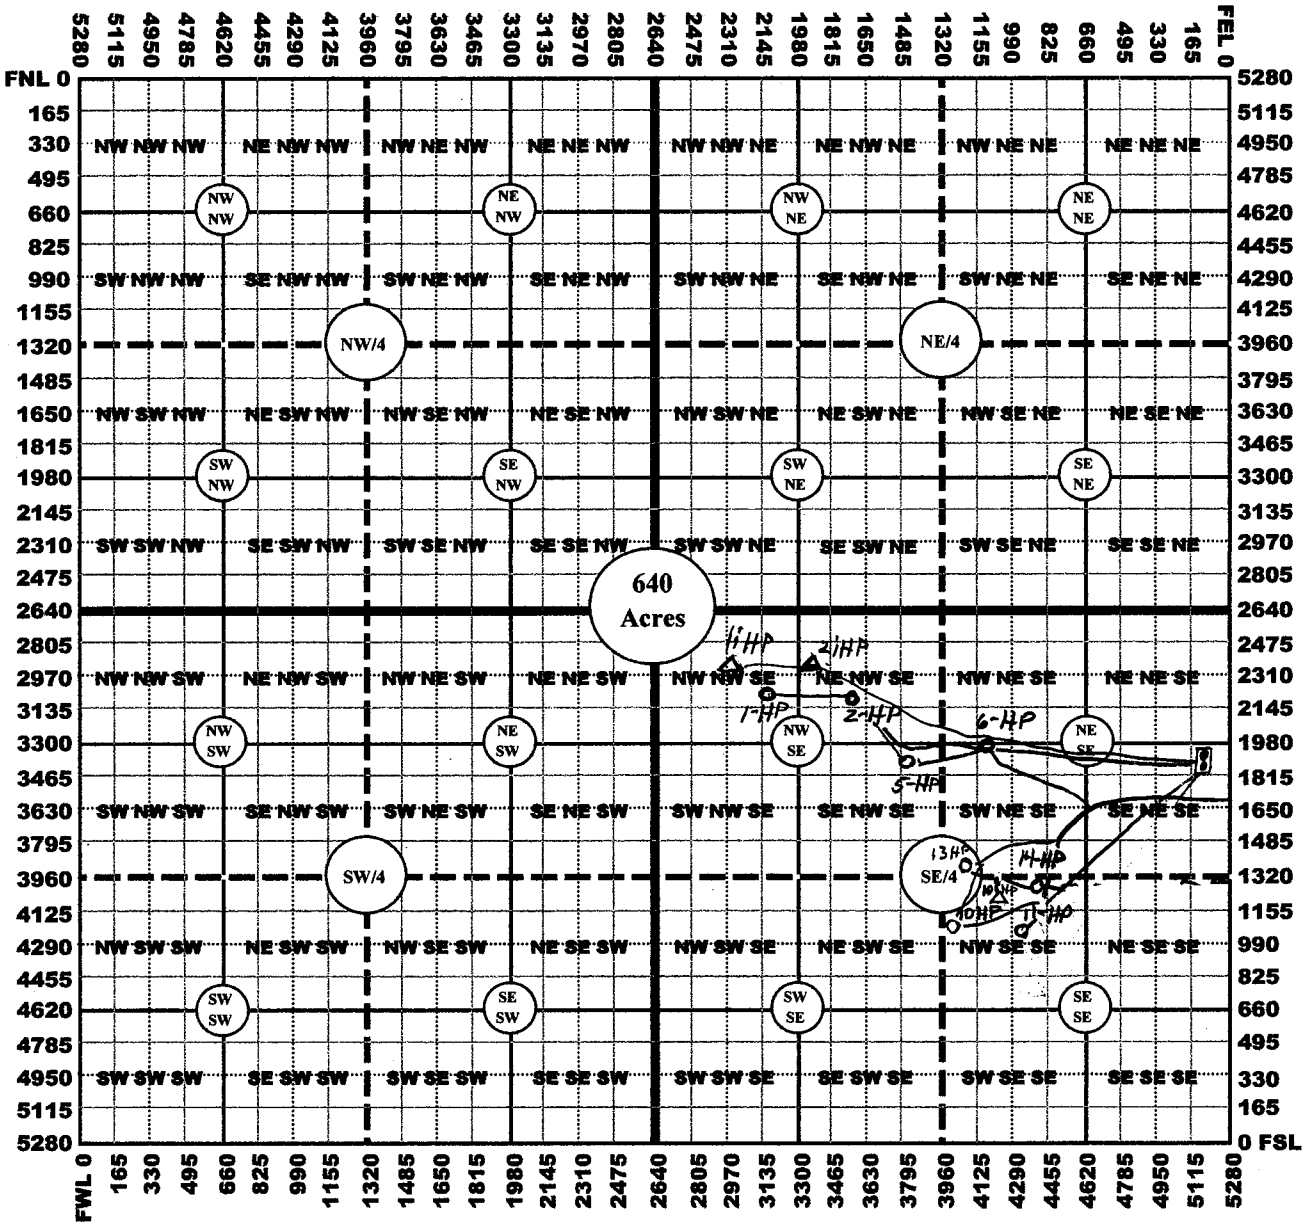 5280 5115 4950 4785 4620 4455 4290 4125 3960 3795 3630 3465 3300 3135 2970 2805 2640 2475 2310 2145 1980 1815 1650 1485 1320 1155 990 825 660 4955 330 165 FEL 0
FNL 0 5280
165 5115
330 NW NW NW NE NW NW NW NE NW NE NE NW NW NW NE NE NW NE NW NE NE NE NE NE 4950
495 4785
NW NE NW NE
660 NW NW NE NE 4620
825 4455
990 SW NW NW SE NW NW SW NE NW SE NE NW SW NW NE SE NW NE SW NE NE SE NE NE 4290
1155 4125
1320 NW/4 NE/4 3960
1485 3795
1650 NW SW NW NE SW NW NW SE NW NE SE NW NW SW NE NE SW NE NW SE NE NE SE NE 3630
1815 3465
SW SE SW SE
1980 NW NW NE NE 3300
2145 3135
2310 SW SW NW SE SW NW SW SE NW SE SE NW SW SW NE SE SW NE SW SE NE SE SE NE 2970
2475 640 2805
2640 Acres 2640
2805 1iHP 2iHP 2475
2970 NW NW SW NE NW SW NW NE SW NE NE SW NW NW SE NE NW SE NW NE SE NE NE SE 2310
3135 1-HP 2-HP 6-HP 2145
NW NE NW NE
3300 SW SW SE SE 1980
3465 5-HP 1815
3630 SW NW SW SE NW SW SW NE SW SE NE SW SW NW SE SE NW SE SW NE SE SE NE SE 1650
3795 13HP 14-HP 1485
3960 SW/4 SE/4 1320
4125 10HP 11-HP 1155
4290 NW SW SW NE SW SW NW SE SW NE SE SW NW SW SE NE SW SE NW SE SE NE SE SE 990
4455 825
SW SE SW SE
4620 SW SW SE SE 660
4785 495
4950 SW SW SW SE SW SW SW SE SW SE SE SW SW SW SE SE SW SE SW SE SE SE SE SE 330
5115 165
5280 0 FSL
FWL 0 165 330 495 660 825 990 1155 1320 1485 1650 1815 1980 2145 2310 2475 2640 2805 2970 3135 3300 3465 3630 3795 3960 4125 4290 4455 4620 4785 4950 5115 5280